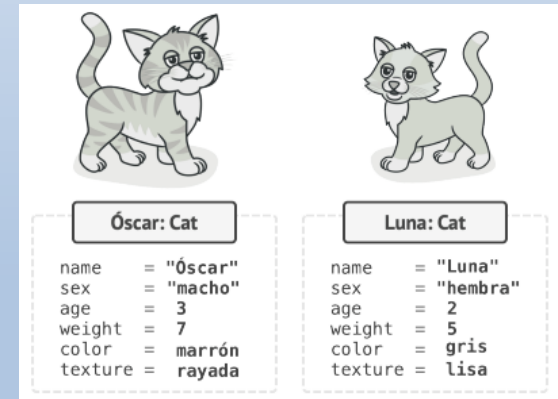 Óscar: Cat
name = "Óscar"
sex = "macho"
age = 3
weight = 7
color = marrón
texture = rayada
Luna: Cat
name = "Luna"
sex = "hembra"
age = 2
weight = 5
color = gris
texture = lisa